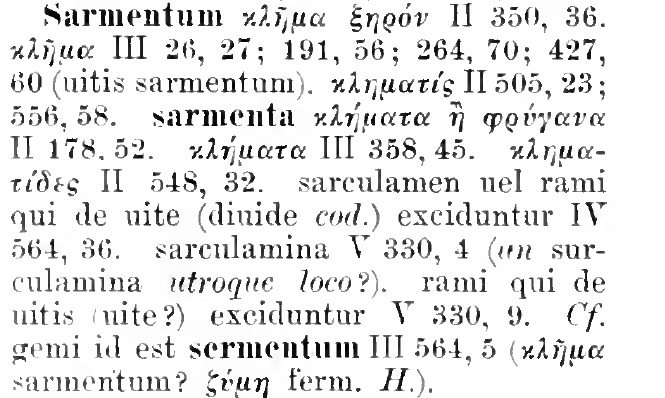 Sarmentum κλῆμα ξηρόν II 350, 36.
κλῆμα III 26, 27; 191, 56; 264, 70; 427,
60 (uitis sarmentum). κληματίς II 505, 23;
556, 58. sarmenta κλήματα ἢ φρύγανα
II 178, 52. κλήματα III 358, 45. κλημα-
τίδες II 548, 32. sarculamen uel rami
qui de uite (diuide cod.) exciduntur IV
564, 36. sarculamina V 330, 4 (an sur-
culamina utroque loco?). rami qui de
uitis (uite?) exciduntur V 330, 9. Cf.
gemi id est sermentum III 564, 5 (κλῆμα
sarmentum? ζύμη ferm. H.).